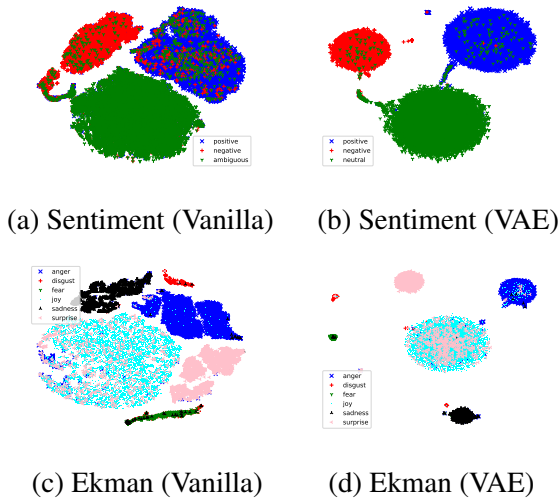 positive
negative
ambiguous
positive
negative
neutral
(a) Sentiment (Vanilla)
(b) Sentiment (VAE)
anger
disgust
fear
joy
sadness
surprise
anger
disgust
fear
joy
sadness
surprise
(c) Ekman (Vanilla)
(d) Ekman (VAE)